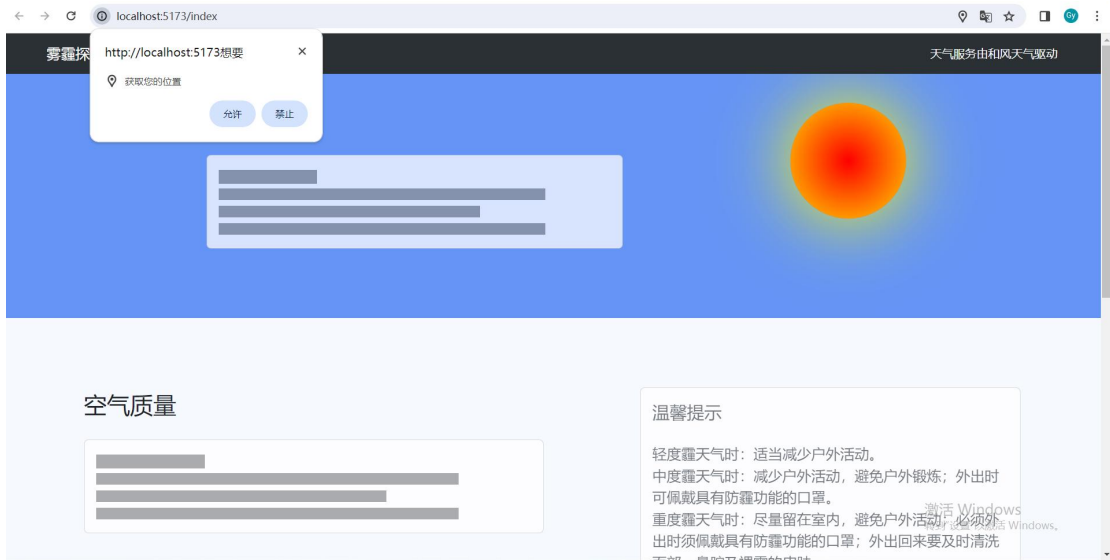 localhost:5173/index
Gy
雾霾探
天气服务由和风天气驱动
http://localhost:5173想要
获取您的位置
允许
禁止
空气质量
温馨提示
轻度霾天气时：适当减少户外活动。
中度霾天气时：减少户外活动，避免户外锻炼；外出时
可佩戴具有防霾功能的口罩。
重度霾天气时：尽量留在室内，避免户外活动；必须外
出时须佩戴具有防霾功能的口罩；外出回来要及时清洗
激活 Windows
Windows。